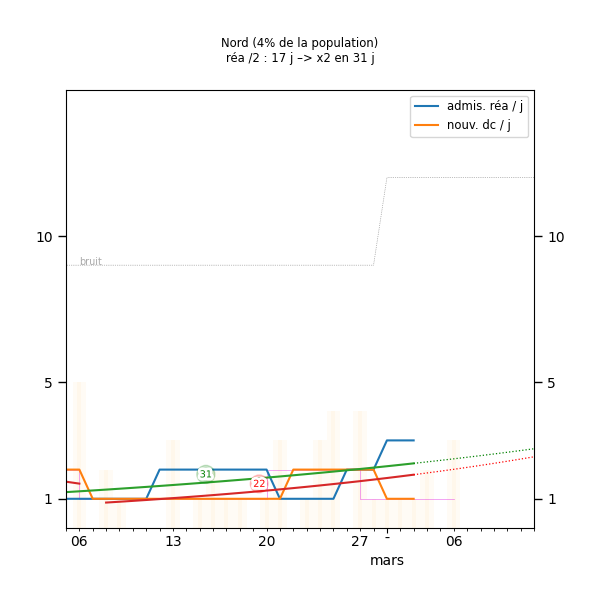 Nord (4% de la population)
réa /2 : 17 j –> x2 en 31 j
admis. réa / j
nouv. dc / j
10
10
bruit
5
5
31
22
1
1
06
13
20
27
-
06
mars